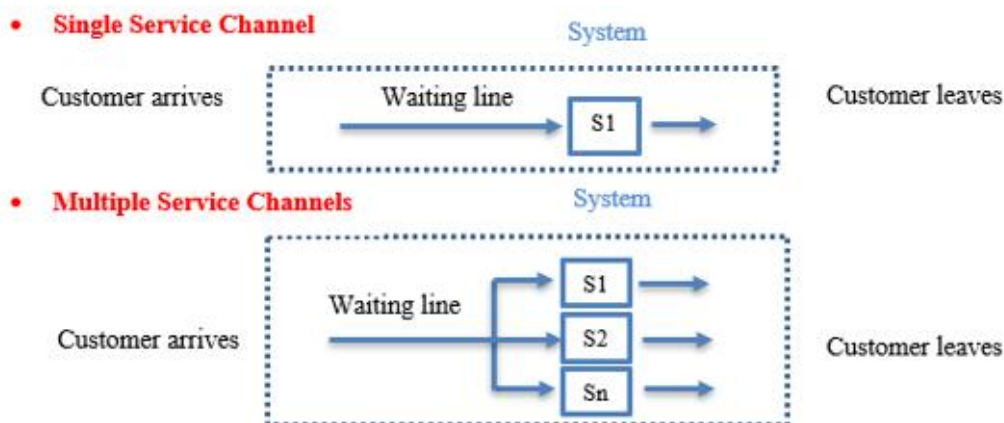 • Single Service Channel
System
Customer arrives
Waiting line
S1
Customer leaves
• Multiple Service Channels
System
Customer arrives
Waiting line
S1
S2
Sn
Customer leaves